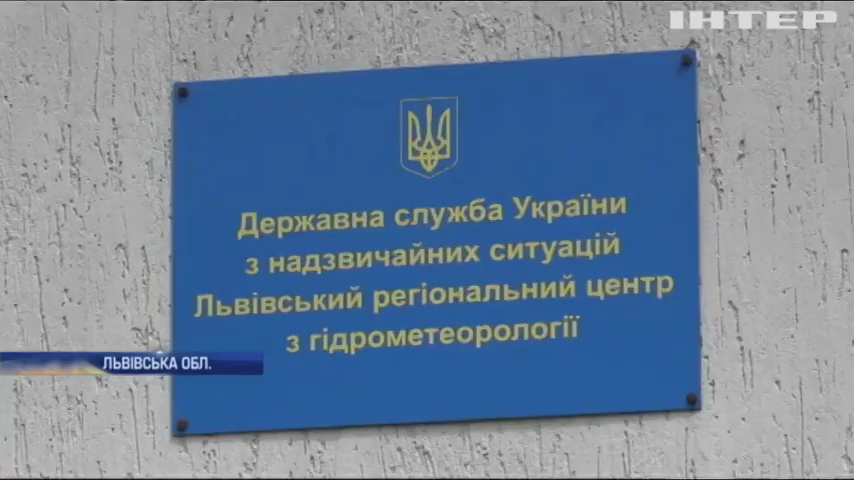 ІНТЕР
Державна служба України
з надзвичайних ситуацій
Львівський регіональний центр
з гідрометеорології
ЛЬВІВСЬКА ОБЛ.